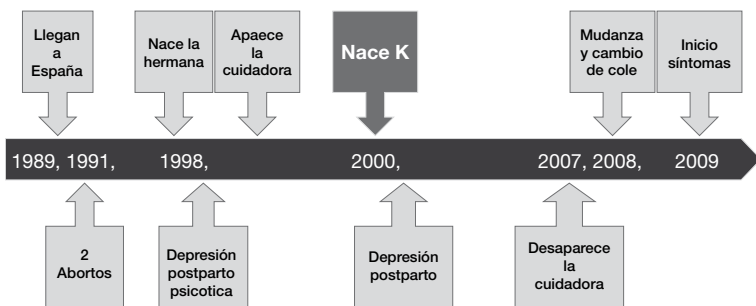 Llegan
a
España
Nace la
hermana
Apaece
la
cuidadora
Nace K
Mudanza
y cambio
de cole
Inicio
síntomas
1989, 1991, 1998, 2000, 2007, 2008, 2009
2
Abortos
Depresión
postparto
psicotica
Depresión
postparto
Desaparece
la
cuidadora